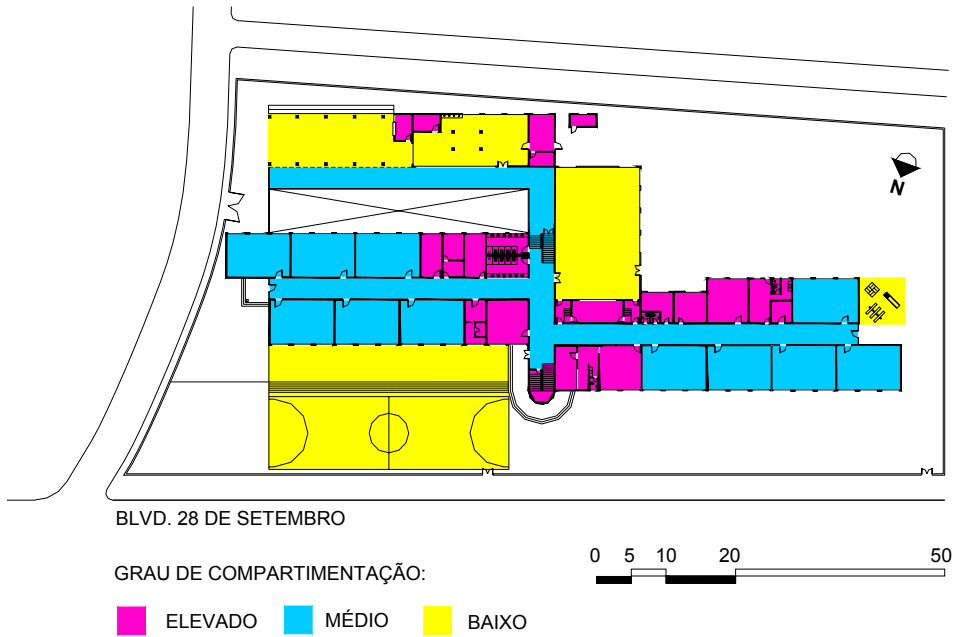 N
BLVD. 28 DE SETEMBRO
GRAU DE COMPARTIMENTAÇÃO:
0 5 10 20 50
ELEVADO MÉDIO BAIXO